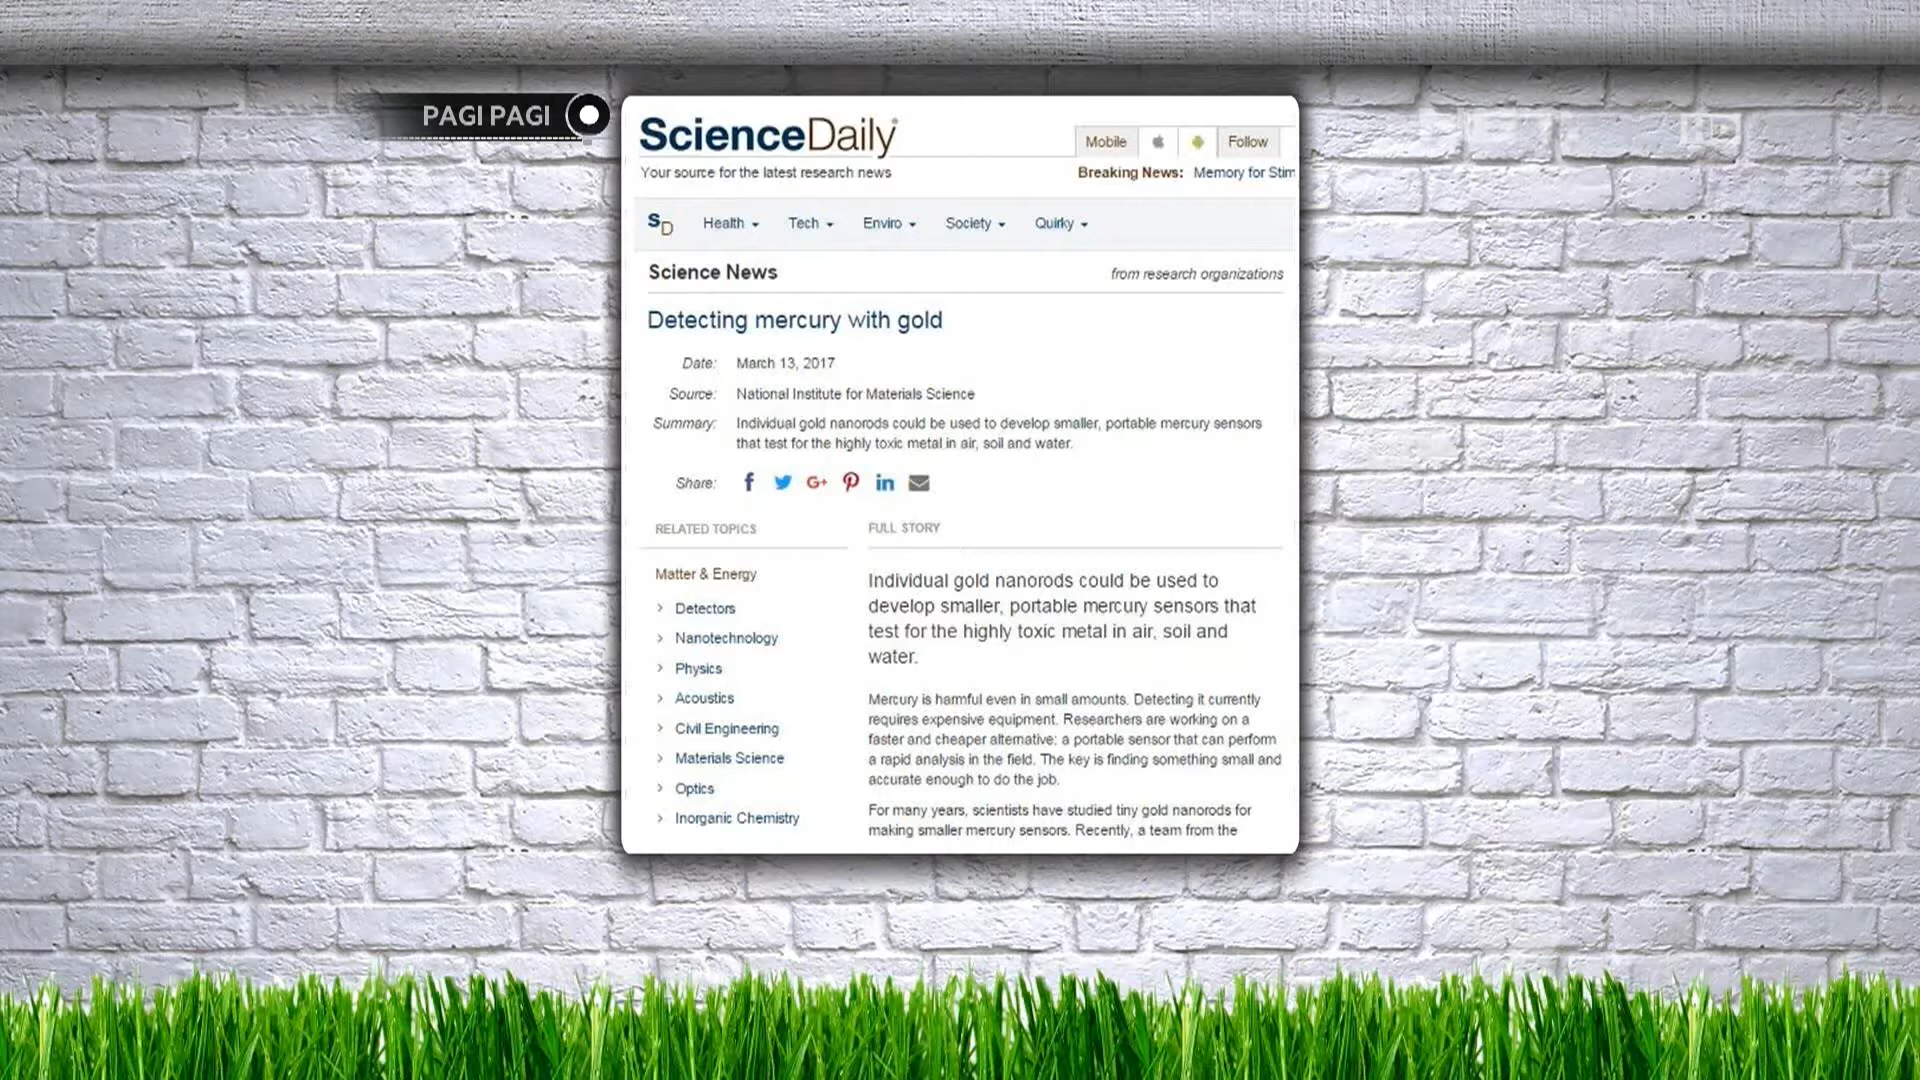 PAGI PAGI
ScienceDaily
Mobile
Follow
Your source for the latest research news
Breaking News: Memory for Stim
SD
Health
Tech
Enviro
Society
Quirky
Science News
from research organizations
Detecting mercury with gold
Date: March 13, 2017
Source: National Institute for Materials Science
Summary: Individual gold nanorods could be used to develop smaller, portable mercury sensors
that test for the highly toxic metal in air, soil and water.
Share: f G+ in
RELATED TOPICS
Matter & Energy
Detectors
Nanotechnology
Physics
Acoustics
Civil Engineering
Materials Science
Optics
Inorganic Chemistry
FULL STORY
Individual gold nanorods could be used to
develop smaller, portable mercury sensors that
test for the highly toxic metal in air, soil and
water.
Mercury is harmful even in small amounts. Detecting it currently
requires expensive equipment. Researchers are working on a
faster and cheaper alternative: a portable sensor that can perform
a rapid analysis in the field. The key is finding something small and
accurate enough to do the job.
For many years, scientists have studied tiny gold nanorods for
making smaller mercury sensors. Recently, a team from the